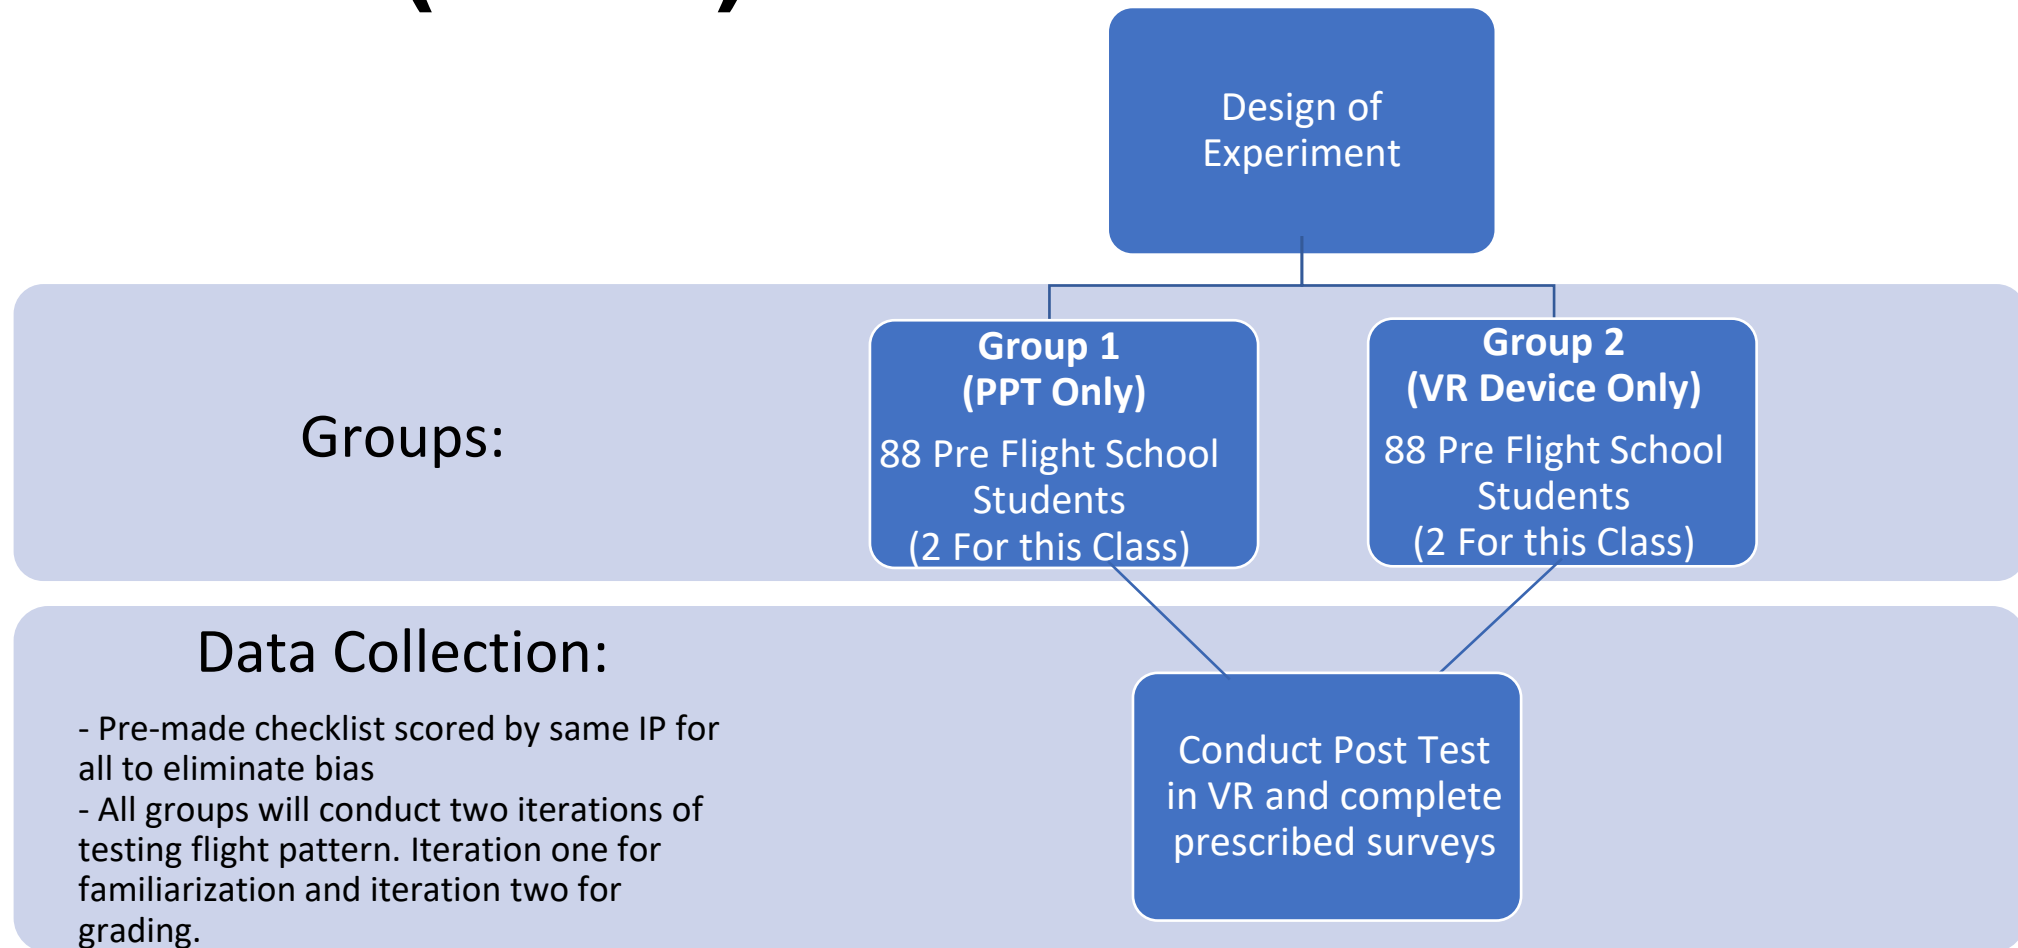 Design of
Experiment
Groups:
Group 1
(PPT Only)
88 Pre Flight School
Students
(2 For this Class)
Group 2
(VR Device Only)
88 Pre Flight School
Students
(2 For this Class)
Data Collection:
- Pre-made checklist scored by same IP for
all to eliminate bias
- All groups will conduct two iterations of
testing flight pattern. Iteration one for
familiarization and iteration two for
grading.
Conduct Post Test
in VR and complete
prescribed surveys